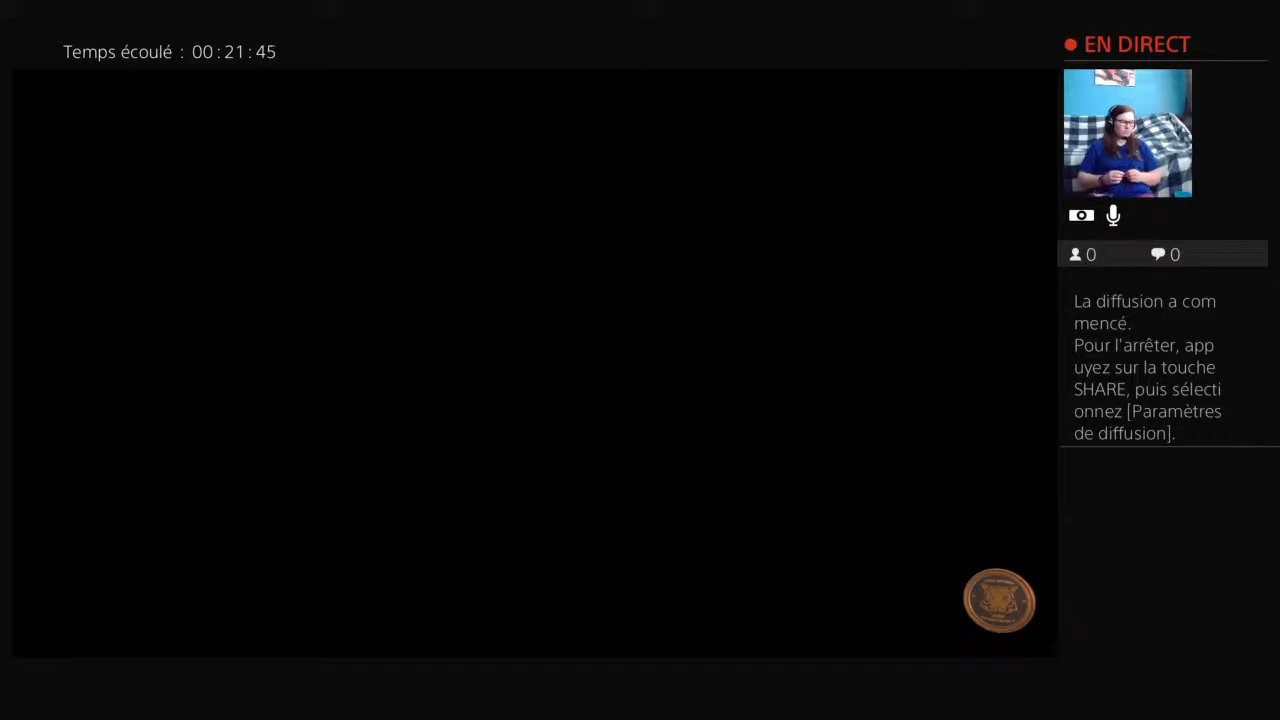 Temps écoulé : 00:21:45
EN DIRECT
0
0
La diffusion a com
mencé.
Pour l'arrêter, app
uyez sur la touche
SHARE, puis sélecti
onnez [Paramètres
de diffusion].